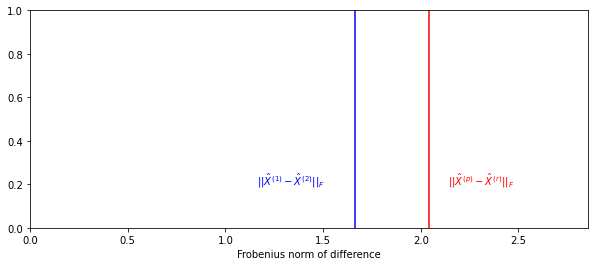 1.0
0.8
0.6
0.4
0.2
0.0
||X̂⁽¹⁾ − X̂⁽²⁾||_F
||X̂⁽ᵖ⁾ − X̂⁽ʳ⁾||_F
0.0 0.5 1.0 1.5 2.0 2.5
Frobenius norm of difference